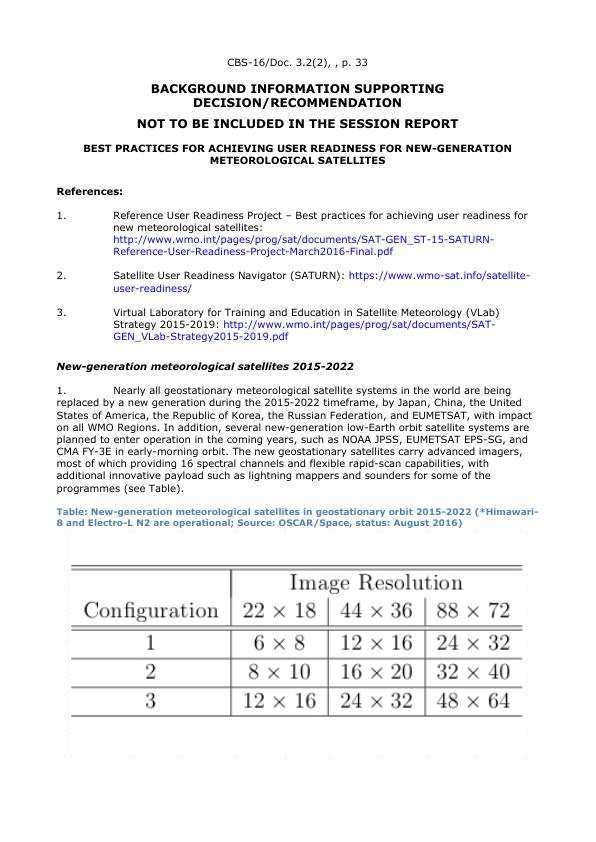 CBS-16/Doc. 3.2(2), , p. 33
BACKGROUND INFORMATION SUPPORTING
DECISION/RECOMMENDATION
NOT TO BE INCLUDED IN THE SESSION REPORT
BEST PRACTICES FOR ACHIEVING USER READINESS FOR NEW-GENERATION
METEOROLOGICAL SATELLITES
References:
1. Reference User Readiness Project – Best practices for achieving user readiness for
new meteorological satellites:
http://www.wmo.int/pages/prog/sat/documents/SAT-GEN_ST-15-SATURN-
Reference-User-Readiness-Project-March2016-Final.pdf
2. Satellite User Readiness Navigator (SATURN): https://www.wmo-sat.info/satellite-
user-readiness/
3. Virtual Laboratory for Training and Education in Satellite Meteorology (VLab)
Strategy 2015-2019: http://www.wmo.int/pages/prog/sat/documents/SAT-
GEN_VLab-Strategy2015-2019.pdf
New-generation meteorological satellites 2015-2022
1. Nearly all geostationary meteorological satellite systems in the world are being
replaced by a new generation during the 2015-2022 timeframe, by Japan, China, the United
States of America, the Republic of Korea, the Russian Federation, and EUMETSAT, with impact
on all WMO Regions. In addition, several new-generation low-Earth orbit satellite systems are
planned to enter operation in the coming years, such as NOAA JPSS, EUMETSAT EPS-SG, and
CMA FY-3E in early-morning orbit. The new geostationary satellites carry advanced imagers,
most of which providing 16 spectral channels and flexible rapid-scan capabilities, with
additional innovative payload such as lightning mappers and sounders for some of the
programmes (see Table).
Table: New-generation meteorological satellites in geostationary orbit 2015-2022 (*Himawari-
8 and Electro-L N2 are operational; Source: OSCAR/Space, status: August 2016)
Image Resolution
Configuration 22 × 18 44 × 36 88 × 72
1 6 × 8 12 × 16 24 × 32
2 8 × 10 16 × 20 32 × 40
3 12 × 16 24 × 32 48 × 64